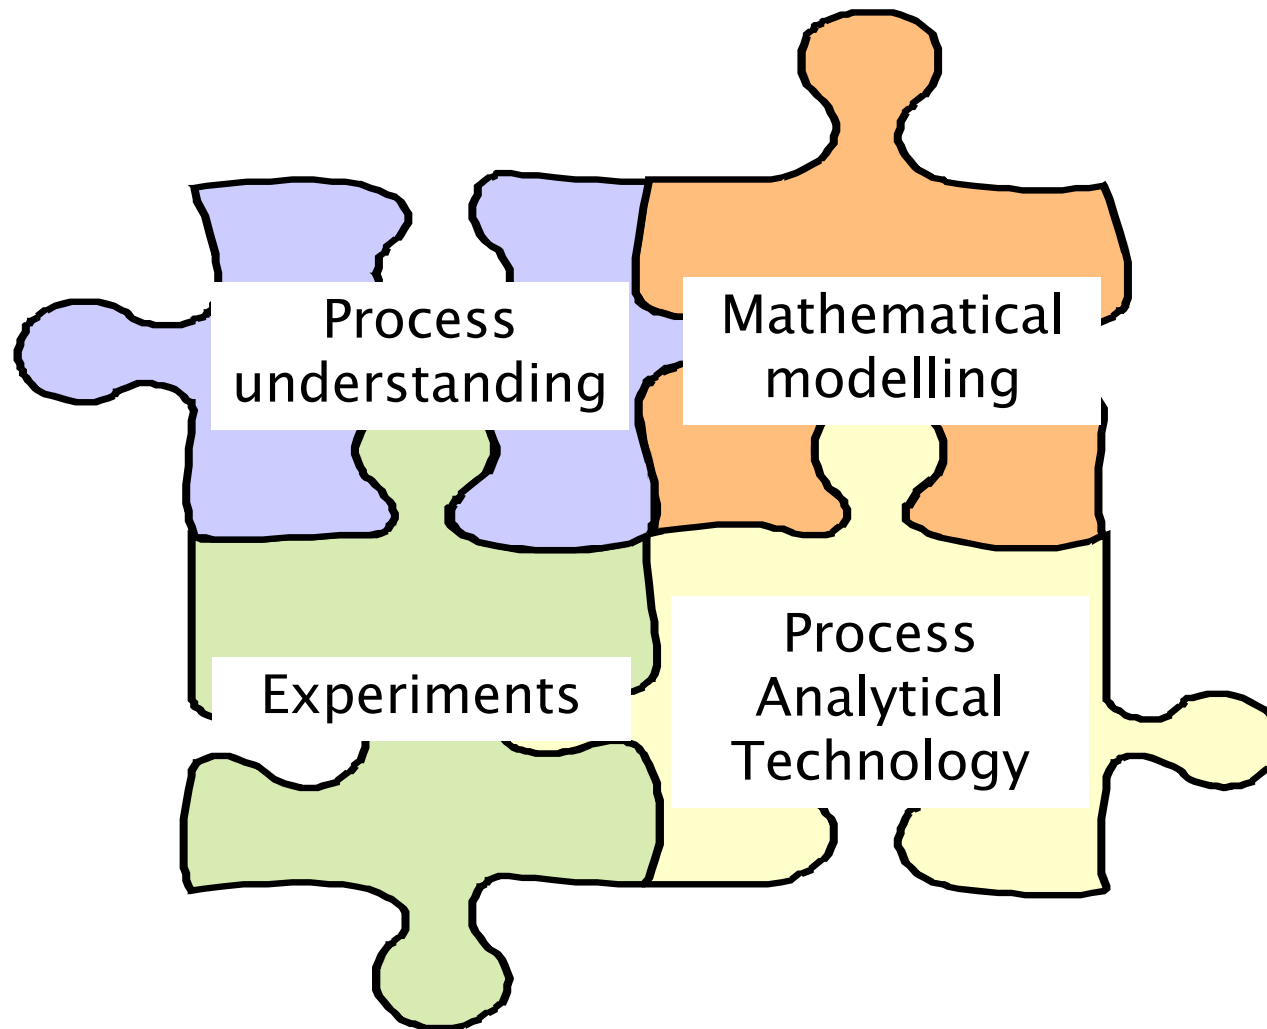 Process
understanding
Mathematical
modelling
Experiments
Process
Analytical
Technology